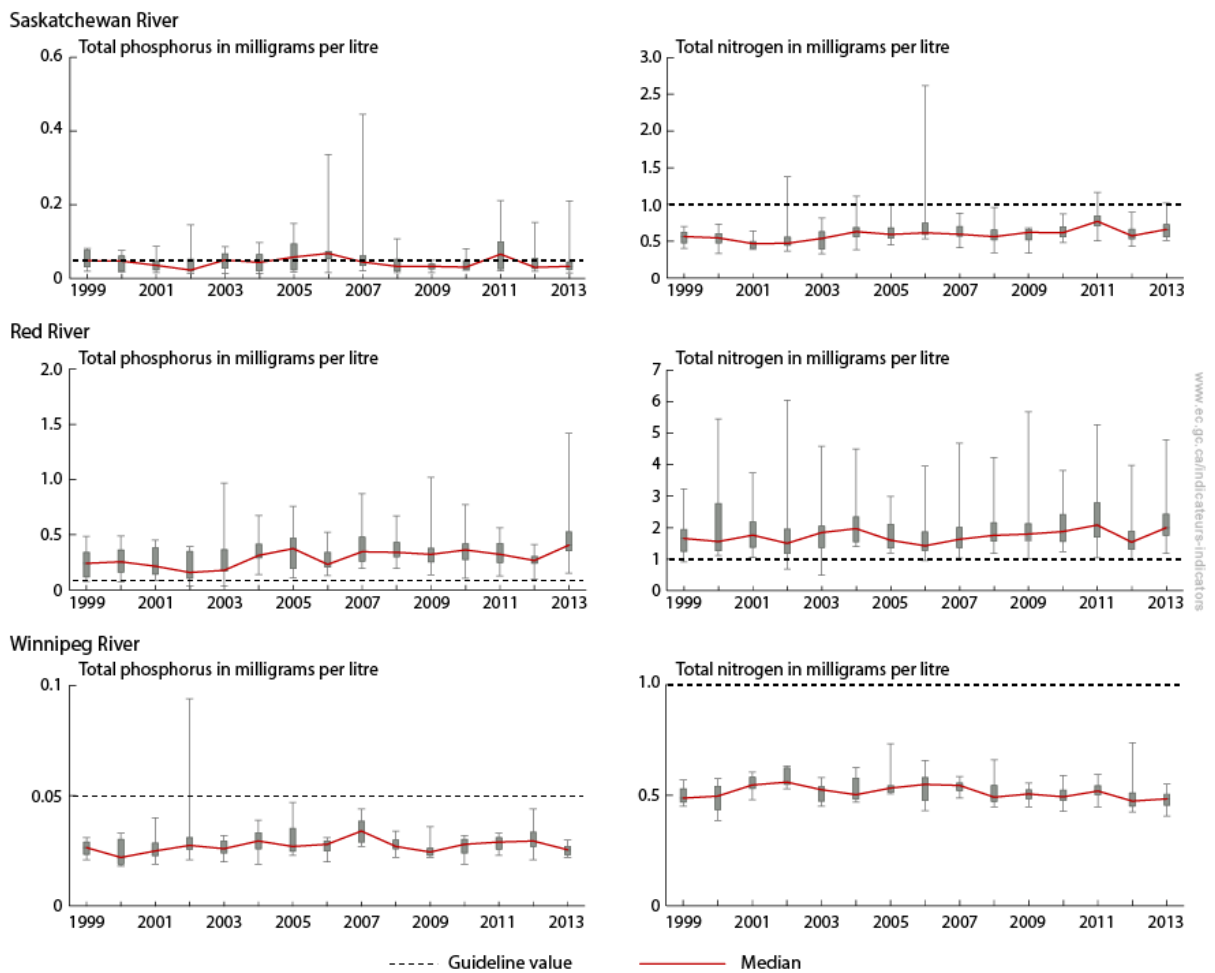 Saskatchewan River
Total phosphorus in milligrams per litre
0.6
0.4
0.2
0
1999 2001 2003 2005 2007 2009 2011 2013
Total nitrogen in milligrams per litre
3.0
2.5
2.0
1.5
1.0
0.5
0
1999 2001 2003 2005 2007 2009 2011 2013
Red River
Total phosphorus in milligrams per litre
2.0
1.5
1.0
0.5
0
1999 2001 2003 2005 2007 2009 2011 2013
Total nitrogen in milligrams per litre
7
6
5
4
3
2
1
0
1999 2001 2003 2005 2007 2009 2011 2013
www.ec.gc.ca/indicateurs-indicators
Winnipeg River
Total phosphorus in milligrams per litre
0.1
0.05
0
1999 2001 2003 2005 2007 2009 2011 2013
Total nitrogen in milligrams per litre
1.0
0.5
0
1999 2001 2003 2005 2007 2009 2011 2013
Guideline value
Median